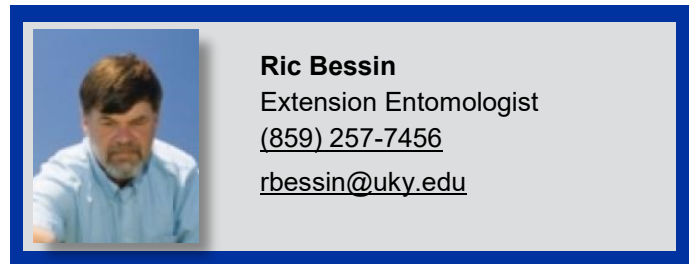 Ric Bessin
Extension Entomologist
(859) 257-7456
rbessin@uky.edu